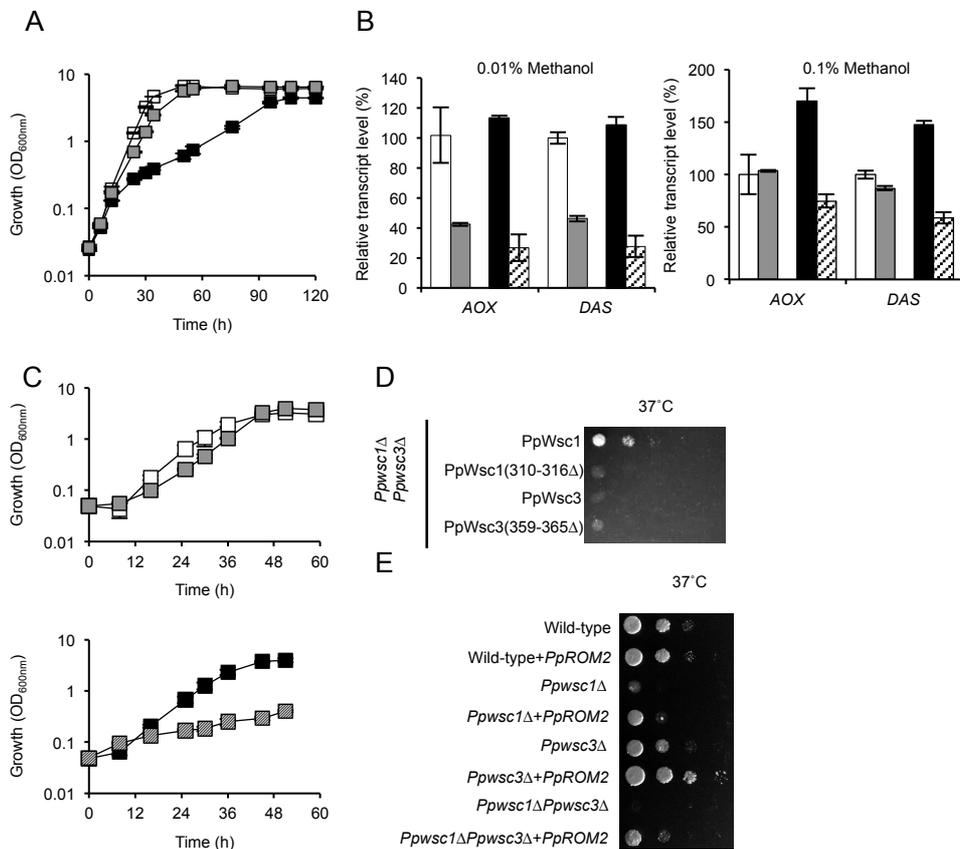 A
Growth (OD600nm)
10
1
0.1
0.01
0 30 60 90 120
Time (h)
B
0.01% Methanol
Relative transcript level (%)
140
120
100
80
60
40
20
0
AOX DAS
0.1% Methanol
Relative transcript level (%)
200
150
100
50
0
AOX DAS
C
Growth (OD600nm)
10
1
0.1
0.01
0 12 24 36 48 60
Time (h)
Growth (OD600nm)
10
1
0.1
0.01
0 12 24 36 48 60
Time (h)
D
37˚C
Ppwsc1Δ
Ppwsc3Δ
PpWsc1
PpWsc1(310-316Δ)
PpWsc3
PpWsc3(359-365Δ)
E
37˚C
Wild-type
Wild-type+PpROM2
Ppwsc1Δ
Ppwsc1Δ+PpROM2
Ppwsc3Δ
Ppwsc3Δ+PpROM2
Ppwsc1ΔPpwsc3Δ
Ppwsc1ΔPpwsc3Δ+PpROM2